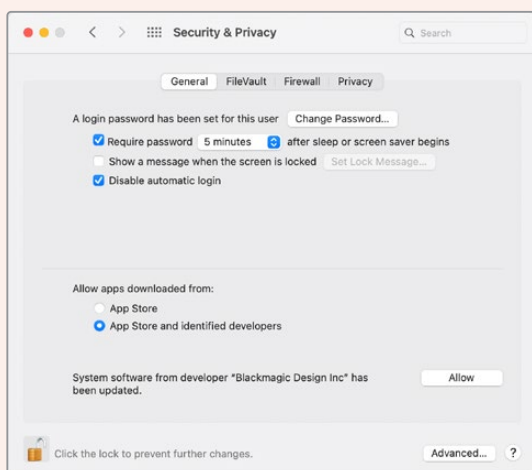 Security & Privacy
Search
General
FileVault
Firewall
Privacy
A login password has been set for this user
Change Password...
Require password
5 minutes
after sleep or screen saver begins
Show a message when the screen is locked
Set Lock Message...
Disable automatic login
Allow apps downloaded from:
App Store
App Store and identified developers
System software from developer “Blackmagic Design Inc” has
been updated.
Allow
Click the lock to prevent further changes.
Advanced...
?